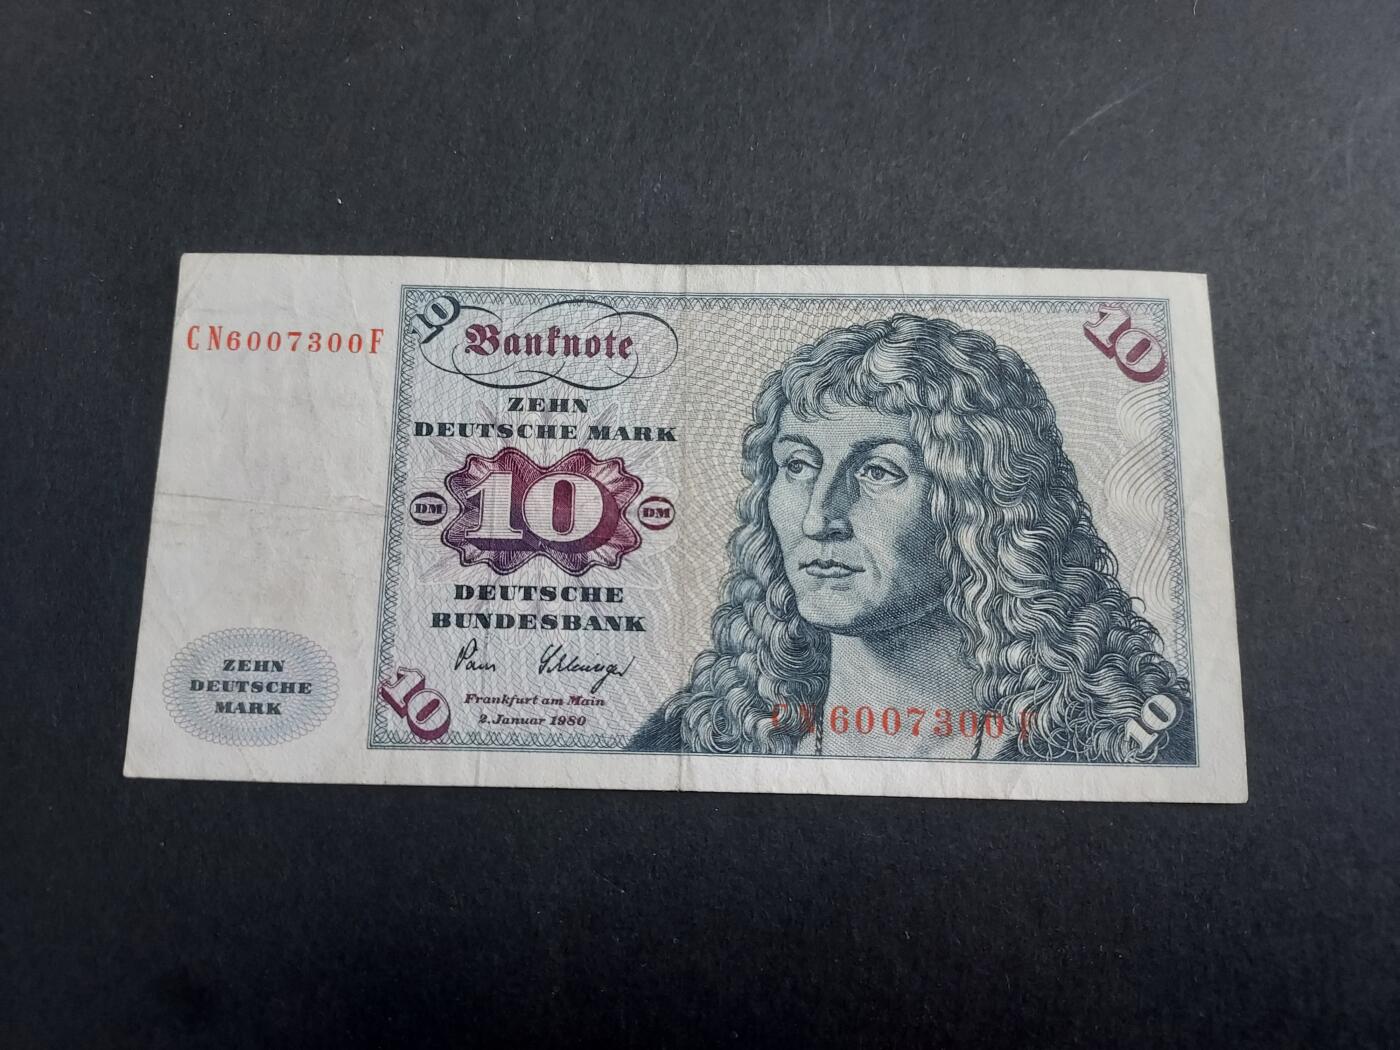 CN6007300F
10
Banknote
10
ZEHN
DEUTSCHE MARK
DM
10
DM
DEUTSCHE
BUNDESBANK
ZEHN
DEUTSCHE
MARK
10
Frankfurt am Main
2. Januar 1980
CN6007300F
10